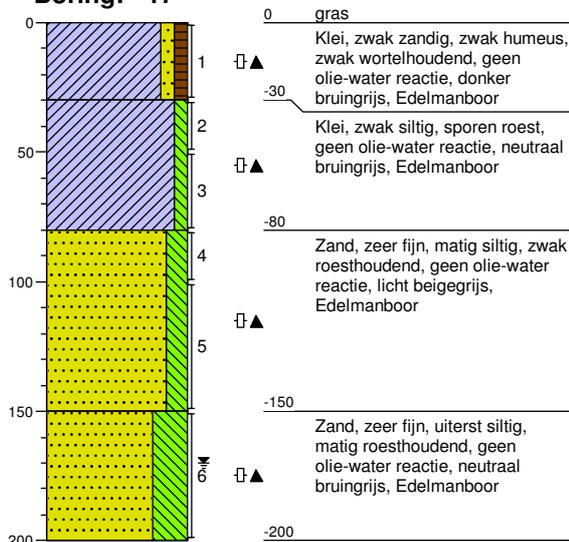 0
50
100
150
200
1
2
3
4
5
6
0 gras
Klei, zwak zandig, zwak humeus,
zwak wortelhoudend, geen
olie-water reactie, donker
bruingrijs, Edelmanboor
-30
Klei, zwak siltig, sporen roest,
geen olie-water reactie, neutraal
bruingrijs, Edelmanboor
-80
Zand, zeer fijn, matig siltig, zwak
roesthoudend, geen olie-water
reactie, licht beigegrijs,
Edelmanboor
-150
Zand, zeer fijn, uiterst siltig,
matig roesthoudend, geen
olie-water reactie, neutraal
bruingrijs, Edelmanboor
-200